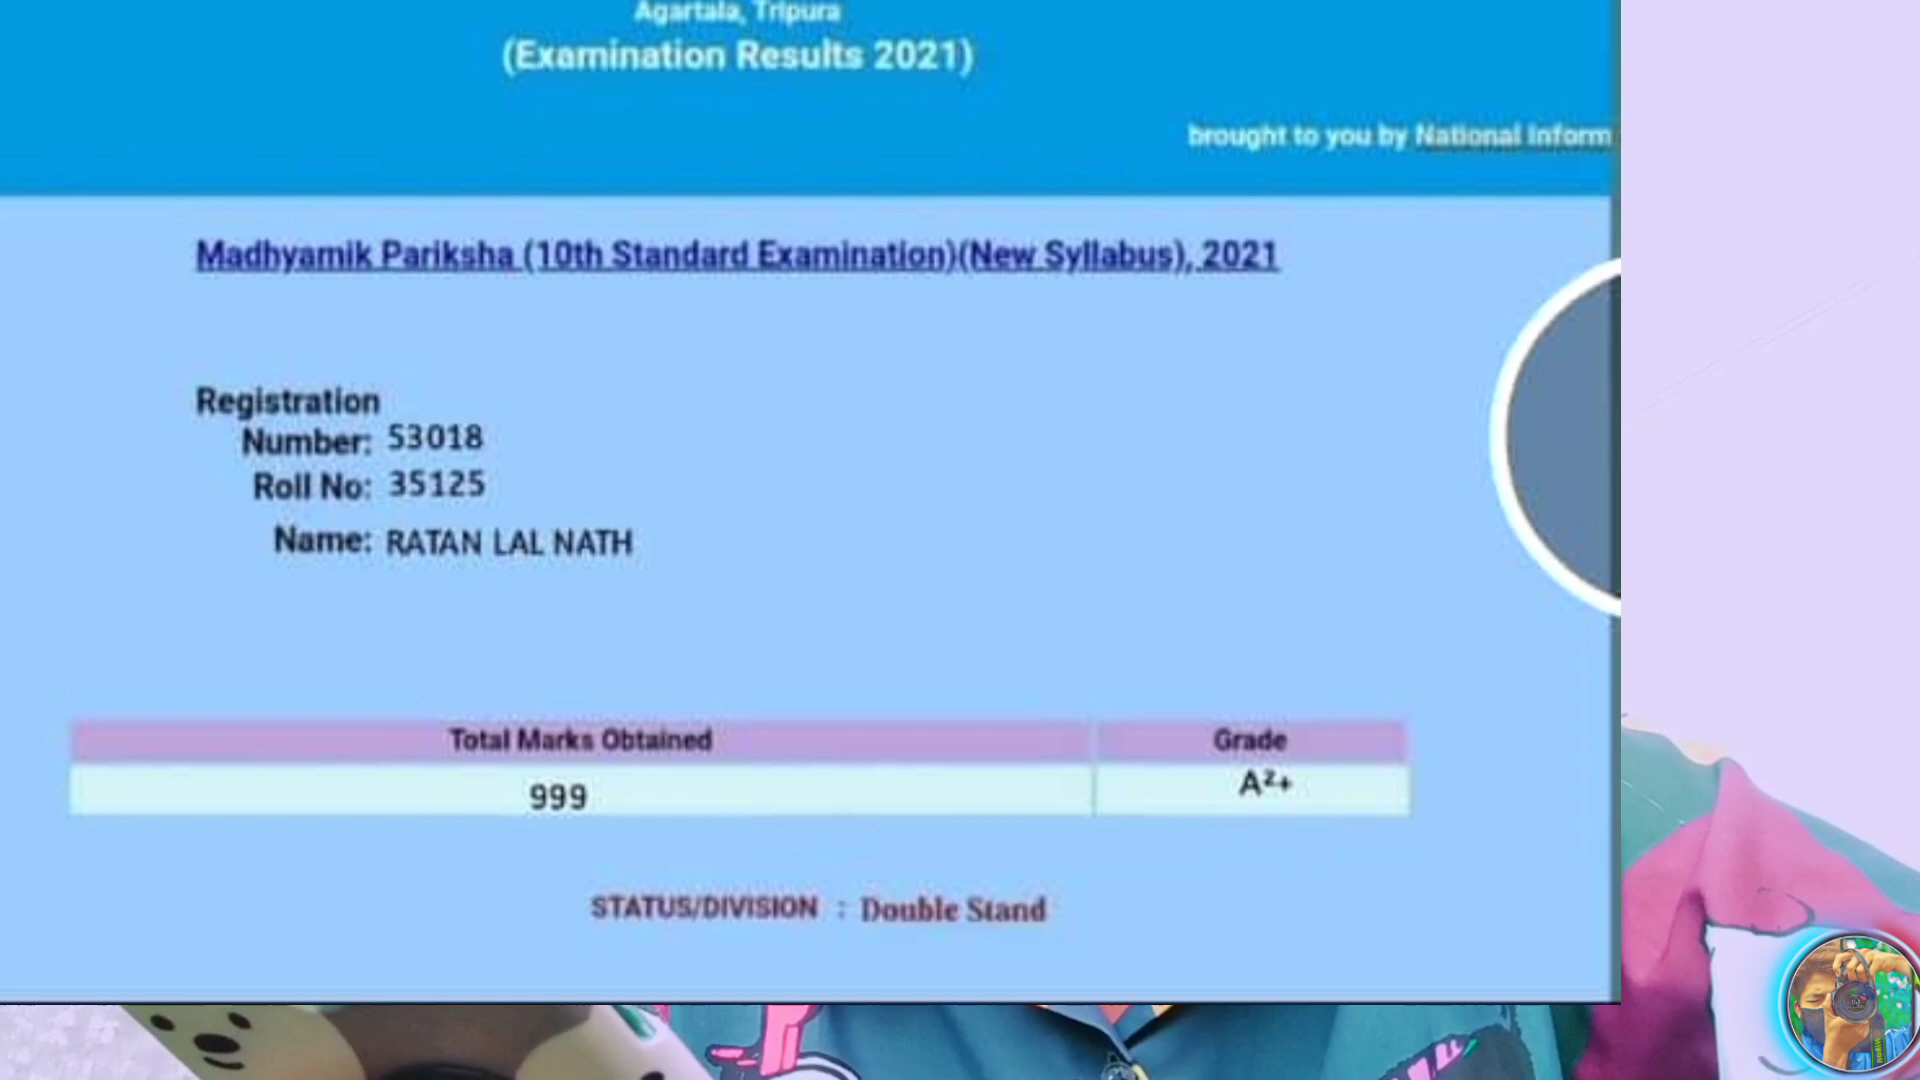 Agartala, Tripura
(Examination Results 2021)
brought to you by National Inform
Madhyamik Pariksha (10th Standard Examination)(New Syllabus), 2021
Registration
Number: 53018
Roll No: 35125
Name: RATAN LAL NATH
Total Marks Obtained Grade
999 A²+
STATUS/DIVISION : Double Stand